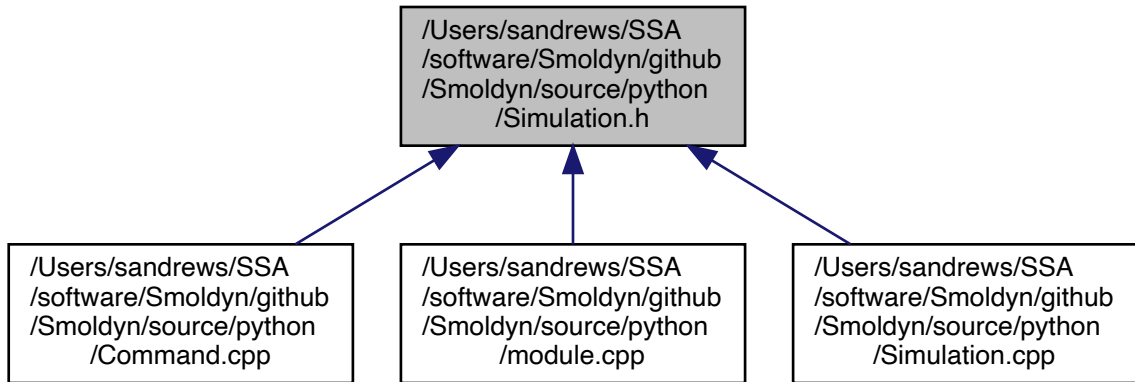 /Users/sandrews/SSA
/software/Smoldyn/github
/Smoldyn/source/python
/Simulation.h
/Users/sandrews/SSA
/software/Smoldyn/github
/Smoldyn/source/python
/Command.cpp
/Users/sandrews/SSA
/software/Smoldyn/github
/Smoldyn/source/python
/module.cpp
/Users/sandrews/SSA
/software/Smoldyn/github
/Smoldyn/source/python
/Simulation.cpp